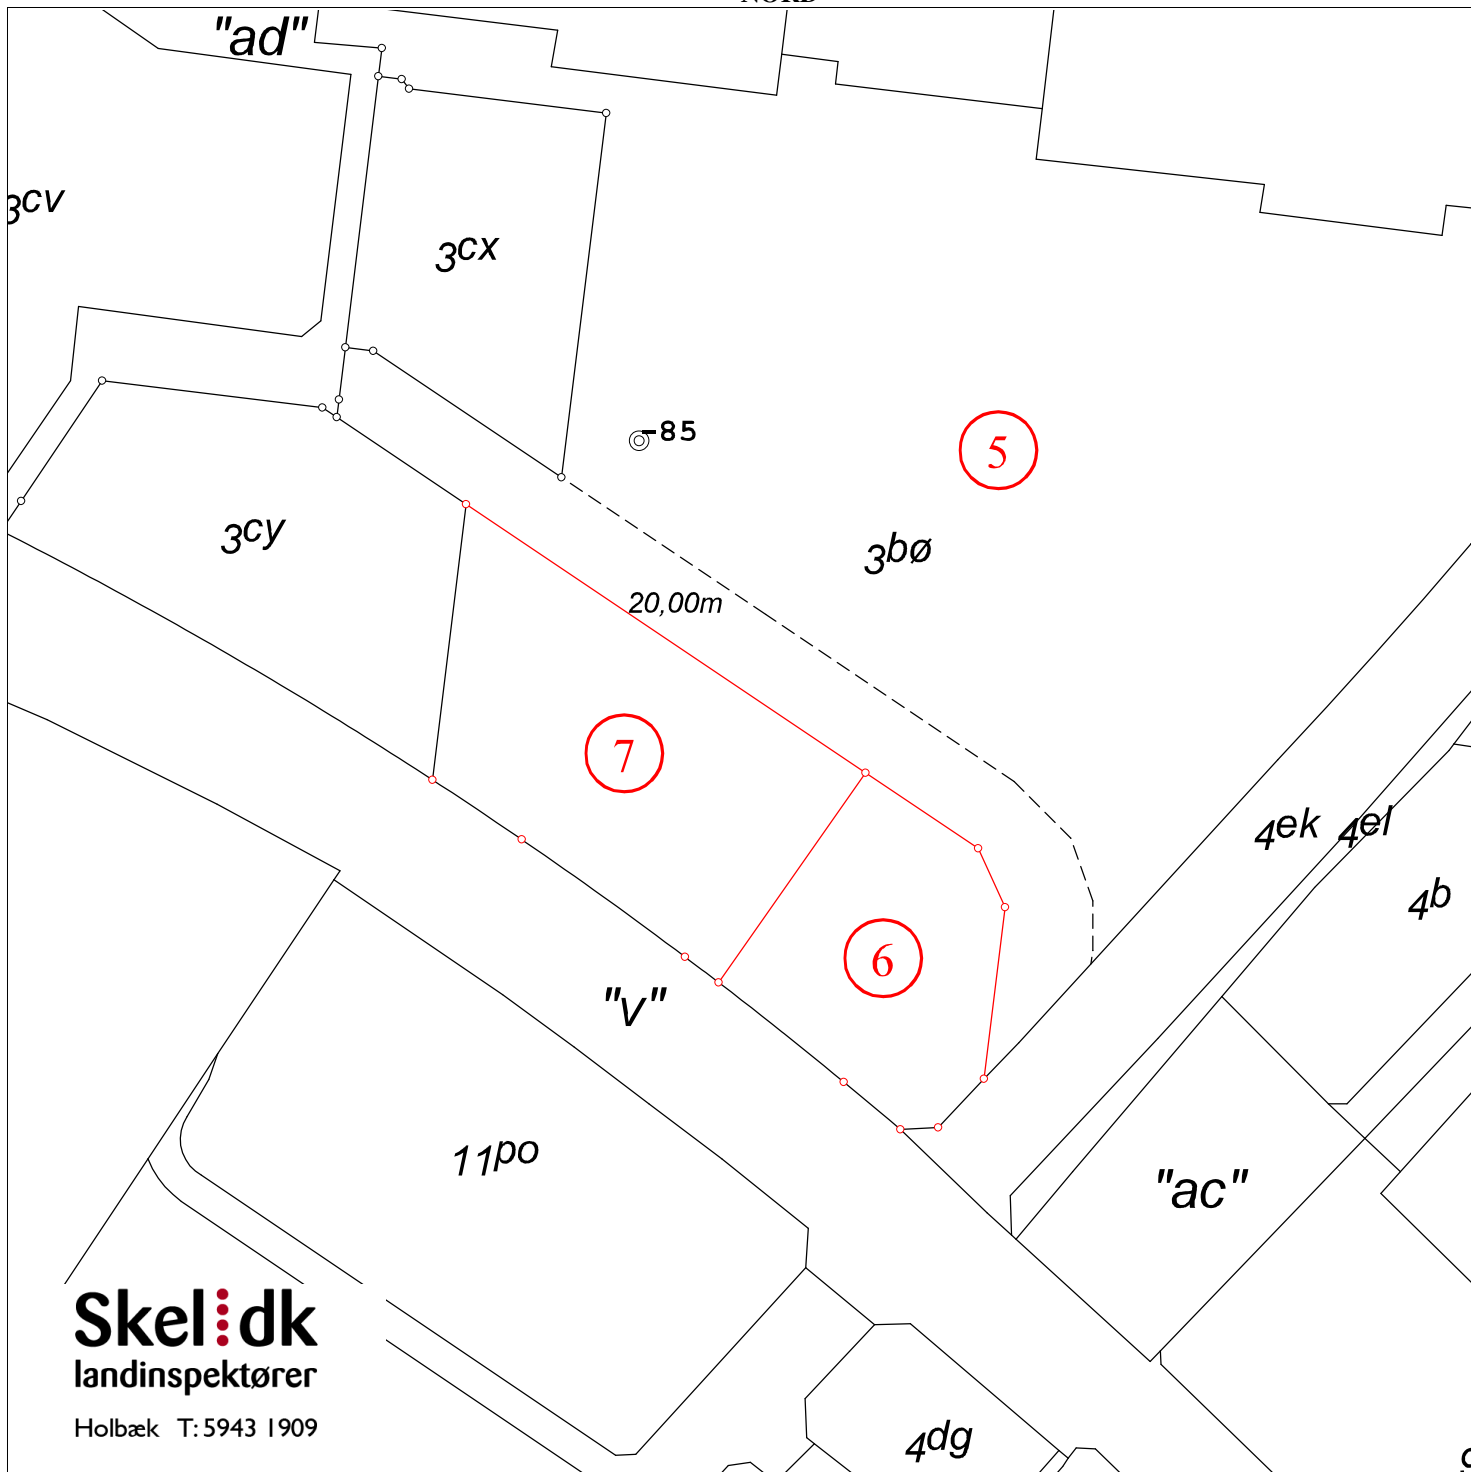 NORD
"ad"
3cv
3cx
-85
5
3cy
3bø
20,00m
7
4ek
4el
4b
6
"v"
11po
"ac"
Skel dk
landinspektører
Holbæk T: 5943 1909
4dg